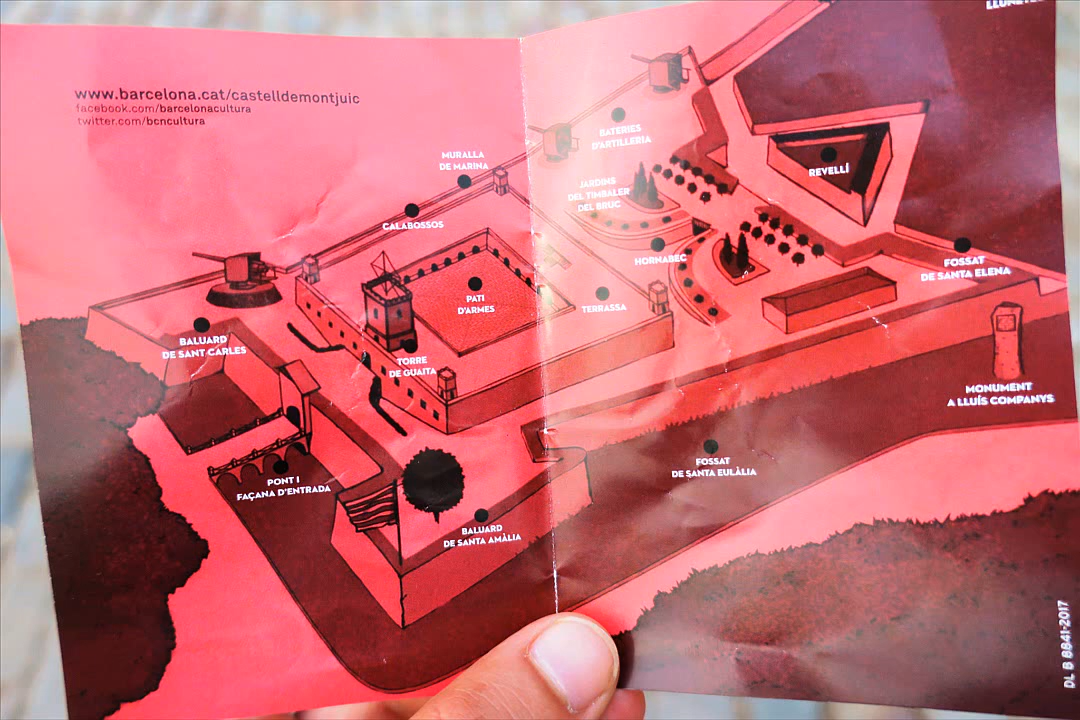 www.barcelona.cat/castelldemontjuic
facebook.com/barcelonacultura
twitter.com/bcncultura
BATERIES
D'ARTILLERIA
REVELLÍ
MURALLA
DE MARINA
JARDINS
DEL TIMBALER
DEL BRUC
CALABOSSOS
HORNABEC
FOSSAT
DE SANTA ELENA
PATI
D'ARMES
TERRASSA
BALUARD
DE SANT CARLES
TORRE
DE GUAITA
MONUMENT
A LLUÍS COMPANYS
FOSSAT
DE SANTA EULÀLIA
PONT I
FAÇANA D'ENTRADA
BALUARD
DE SANTA AMÀLIA
DL B 8841-2017